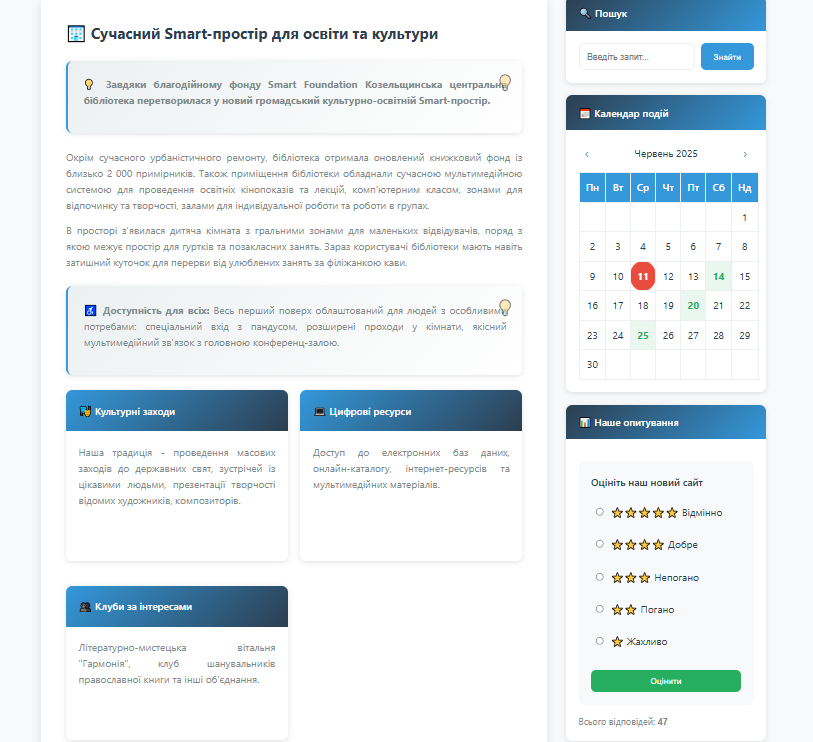 Сучасний Smart-простір для освіти та культури
Завдяки благодійному фонду Smart Foundation Козельщинська центральна
бібліотека перетворилася у новий громадський культурно-освітній Smart-простір.
Окрім сучасного урбаністичного ремонту, бібліотека отримала оновлений книжковий фонд із
близько 2 000 примірників. Також приміщення бібліотеки обладнали сучасною мультимедійною
системою для проведення освітніх кінопоказів та лекцій, комп'ютерним класом, зонами для
відпочинку та творчості, залами для індивідуальної роботи та роботи в групах.
В просторі з'явилася дитяча кімната з гральними зонами для маленьких відвідувачів, поряд з
якою межує простір для гуртків та позакласних занять. Зараз користувачі бібліотеки мають навіть
затишний куточок для перерви від улюблених занять за філіжанкою кави.
Доступність для всіх: Весь перший поверх облаштований для людей з особливими
потребами: спеціальний вхід з пандусом, розширені проходи у кімнати, якісний
мультимедійний зв'язок з головною конференц-залою.
Культурні заходи
Наша традиція - проведення масових
заходів до державних свят, зустрічей із
цікавими людьми, презентації творчості
відомих художників, композиторів.
Цифрові ресурси
Доступ до електронних баз даних,
онлайн-каталогу, інтернет-ресурсів та
мультимедійних матеріалів.
Клуби за інтересами
Літературно-мистецька вітальня
"Гармонія", клуб шанувальників
православної книги та інші об'єднання.
Пошук
Введіть запит... Знайти
Календар подій
‹ Червень 2025 ›
Пн Вт Ср Чт Пт Сб Нд
1
2 3 4 5 6 7 8
9 10 11 12 13 14 15
16 17 18 19 20 21 22
23 24 25 26 27 28 29
30
Наше опитування
Оцініть наш новий сайт
Відмінно
Добре
Непогано
Погано
Жахливо
Оцінити
Всього відповідей: 47